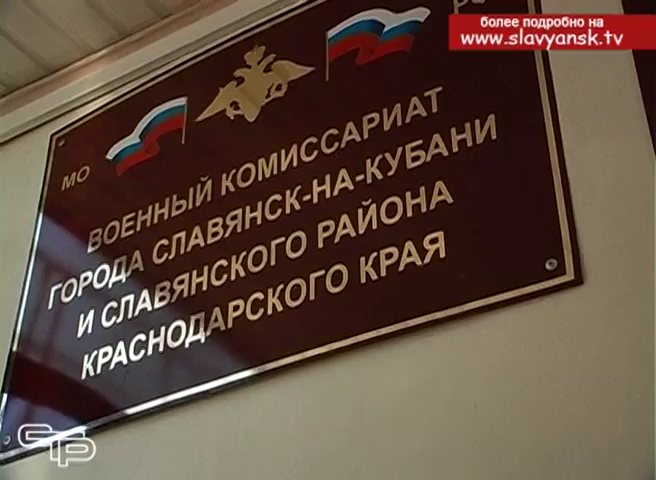 более подробно на
www.slavyansk.tv
МО
ВОЕННЫЙ КОМИССАРИАТ
ГОРОДА СЛАВЯНСК-НА-КУБАНИ
И СЛАВЯНСКОГО РАЙОНА
КРАСНОДАРСКОГО КРАЯ